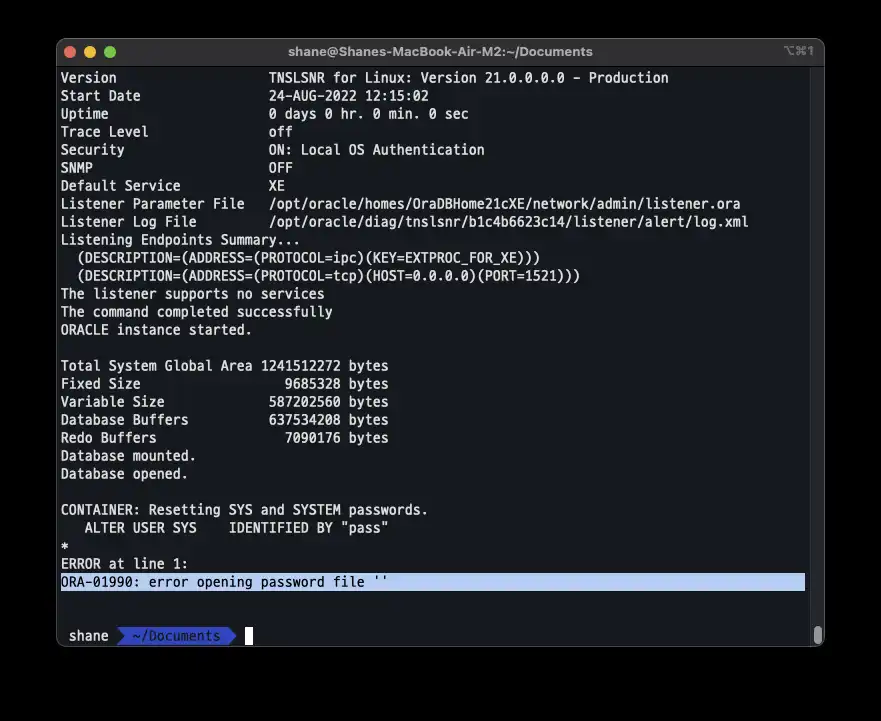 shane@Shanes-MacBook-Air-M2:~/Documents ⌥⌘1
Version TNSLSNR for Linux: Version 21.0.0.0.0 - Production
Start Date 24-AUG-2022 12:15:02
Uptime 0 days 0 hr. 0 min. 0 sec
Trace Level off
Security ON: Local OS Authentication
SNMP OFF
Default Service XE
Listener Parameter File /opt/oracle/homes/OraDBHome21cXE/network/admin/listener.ora
Listener Log File /opt/oracle/diag/tnslsnr/b1c4b6623c14/listener/alert/log.xml
Listening Endpoints Summary...
(DESCRIPTION=(ADDRESS=(PROTOCOL=ipc)(KEY=EXTPROC_FOR_XE)))
(DESCRIPTION=(ADDRESS=(PROTOCOL=tcp)(HOST=0.0.0.0)(PORT=1521)))
The listener supports no services
The command completed successfully
ORACLE instance started.
Total System Global Area 1241512272 bytes
Fixed Size 9685328 bytes
Variable Size 587202560 bytes
Database Buffers 637534208 bytes
Redo Buffers 7090176 bytes
Database mounted.
Database opened.
CONTAINER: Resetting SYS and SYSTEM passwords.
ALTER USER SYS IDENTIFIED BY "pass"
*
ERROR at line 1:
ORA-01990: error opening password file ''
shane ~/Documents